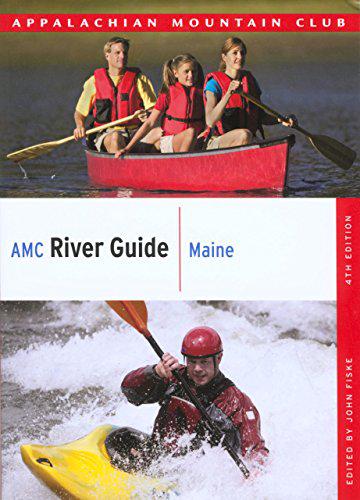 APPALACHIAN MOUNTAIN CLUB
AMC River Guide
Maine
4TH EDITION
EDITED BY JOHN FISKE